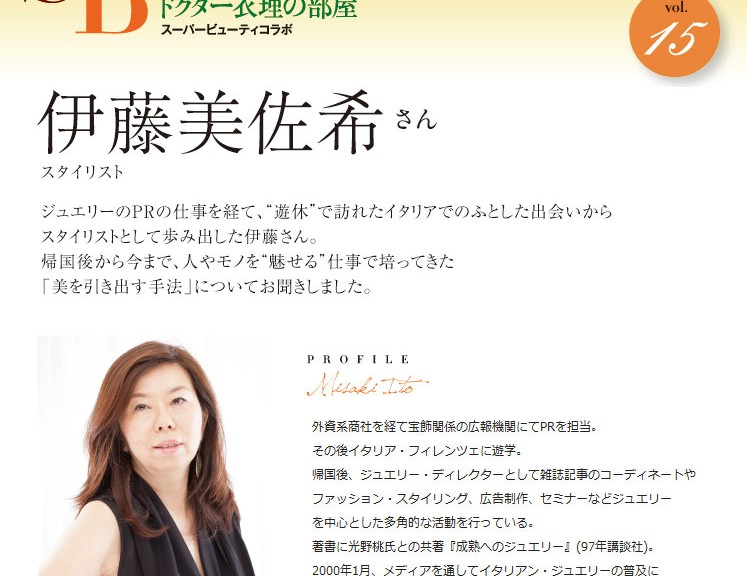 B
ドクター衣理の部屋
スーパービューティコラボ
vol.
15
伊藤美佐希さん
スタイリスト
ジュエリーのPRの仕事を経て、“遊休”で訪れたイタリアでのふとした出会いから
スタイリストとして歩み出した伊藤さん。
帰国後から今まで、人やモノを“魅せる”仕事で培ってきた
「美を引き出す手法」についてお聞きしました。
PROFILE
Misaki Ito
外資系商社を経て宝飾関係の広報機関にてPRを担当。
その後イタリア・フィレンツェに遊学。
帰国後、ジュエリー・ディレクターとして雑誌記事のコーディネートや
ファッション・スタイリング、広告制作、セミナーなどジュエリー
を中心とした多角的な活動を行っている。
著書に光野桃氏との共著『成熟へのジュエリー』(97年講談社)。
2000年1月、メディアを通してイタリアン・ジュエリーの普及に